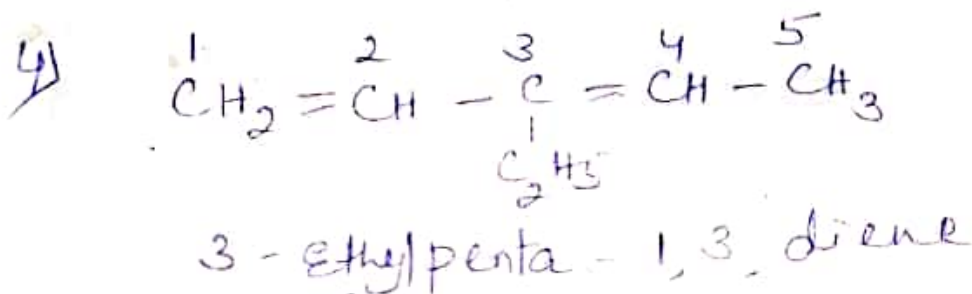 4) 1 2 3 4 5
CH2 = CH - C = CH - CH3
|
C2H5
3 - Ethylpenta - 1,3, diene